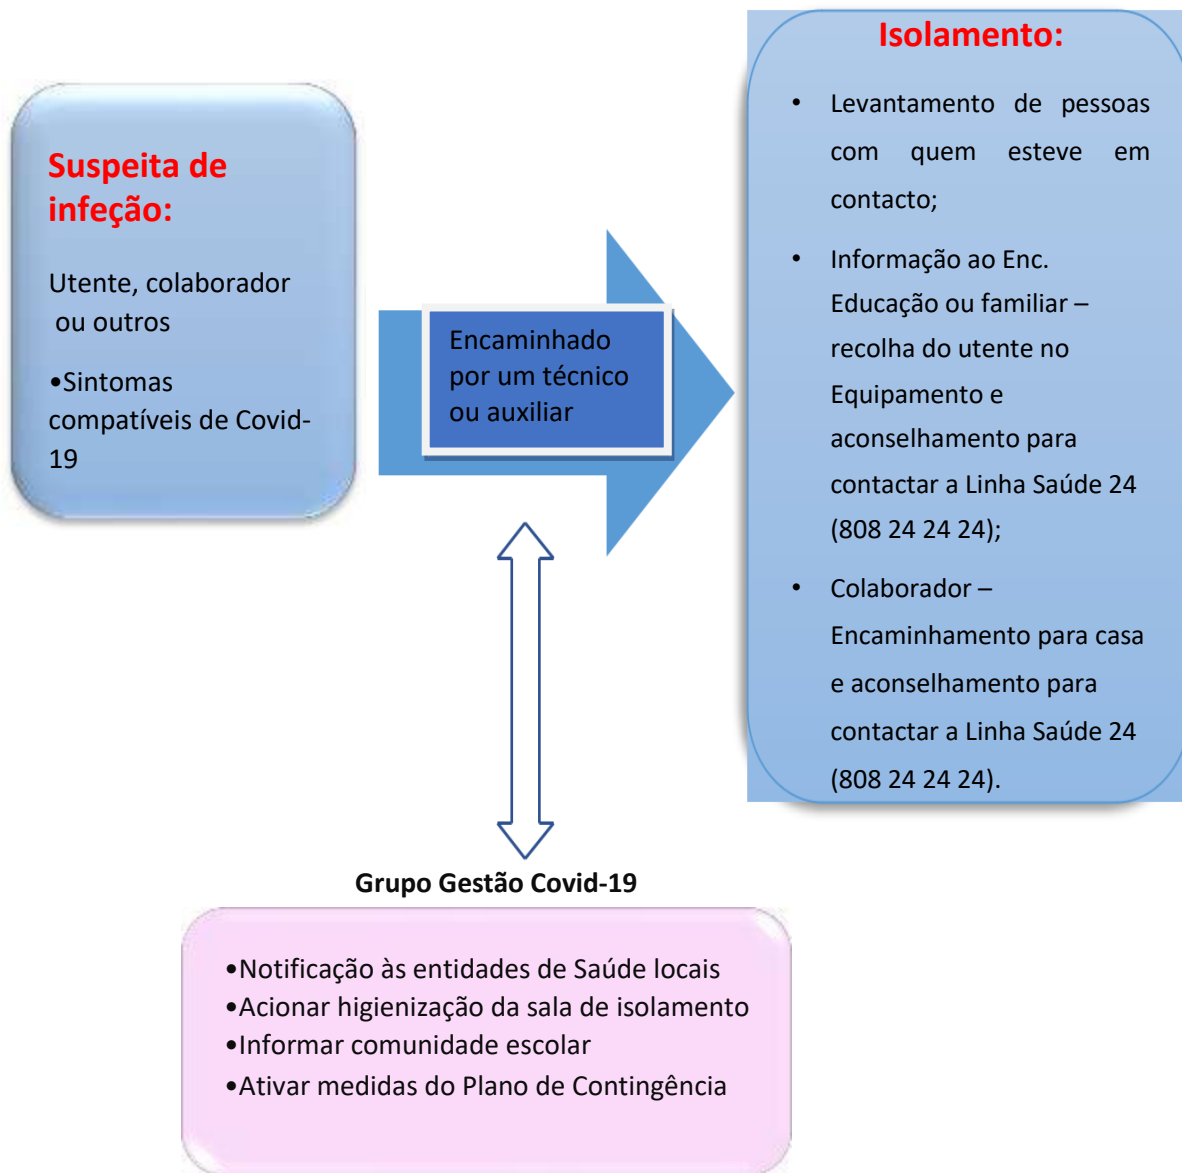 Suspeita de
infeção:
Utente, colaborador
ou outros
•Sintomas
compatíveis de Covid-
19
Encaminhado
por um técnico
ou auxiliar
Isolamento:
• Levantamento de pessoas
com quem esteve em
contacto;
• Informação ao Enc.
Educação ou familiar –
recolha do utente no
Equipamento e
aconselhamento para
contactar a Linha Saúde 24
(808 24 24 24);
• Colaborador –
Encaminhamento para casa
e aconselhamento para
contactar a Linha Saúde 24
(808 24 24 24).
Grupo Gestão Covid-19
•Notificação às entidades de Saúde locais
•Acionar higienização da sala de isolamento
•Informar comunidade escolar
•Ativar medidas do Plano de Contingência